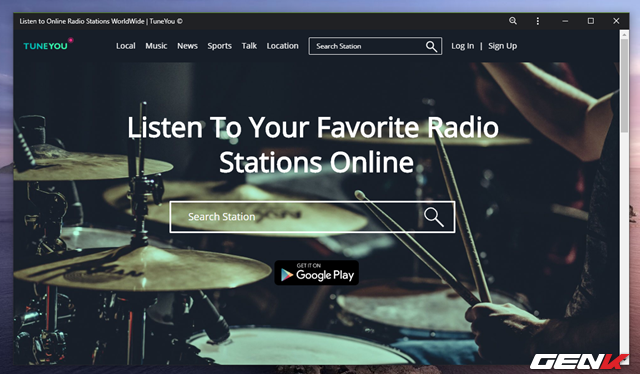 Listen to Online Radio Stations WorldWide | TuneYou ©
TUNEYOU
Local Music News Sports Talk Location Search Station Log In | Sign Up
Listen To Your Favorite Radio
Stations Online
Search Station
GET IT ON
Google Play
GENK